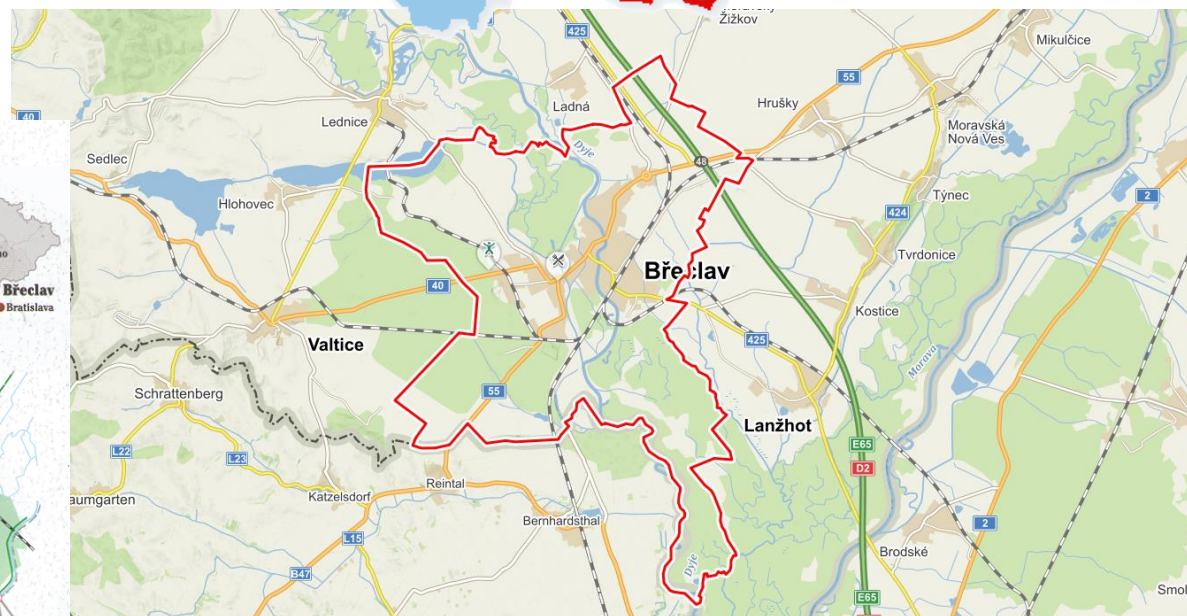 Žižkov
425
Mikulčice
55
Hrušky
Ladná
40
Lednice
Moravská
Nová Ves
Dyje
48
Sedlec
Týnec
2
Hlohovec
424
Tvrdonice
Břeclav
Břeclav
Bratislava
40
Kostice
Valtice
425
Morava
Schrattenberg
55
Lanžhot
E65
D2
L22
L23
Katzelsdorf
Reintal
Bernhardsthal
2
L15
Brodské
Dyje
B47
E65